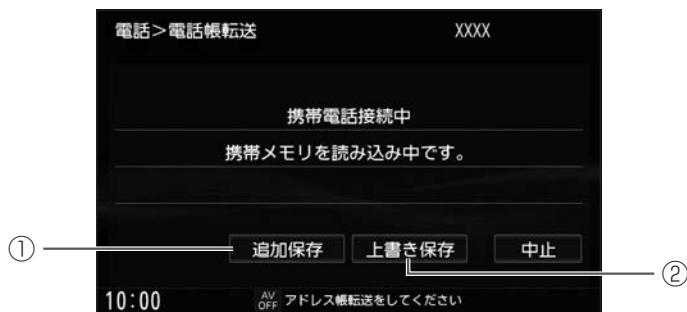 電話>電話帳転送 XXXX
携帯電話接続中
携帯メモリを読み込み中です。
① 追加保存 上書き保存 中止
②
10:00 AV OFF アドレス帳転送をしてください